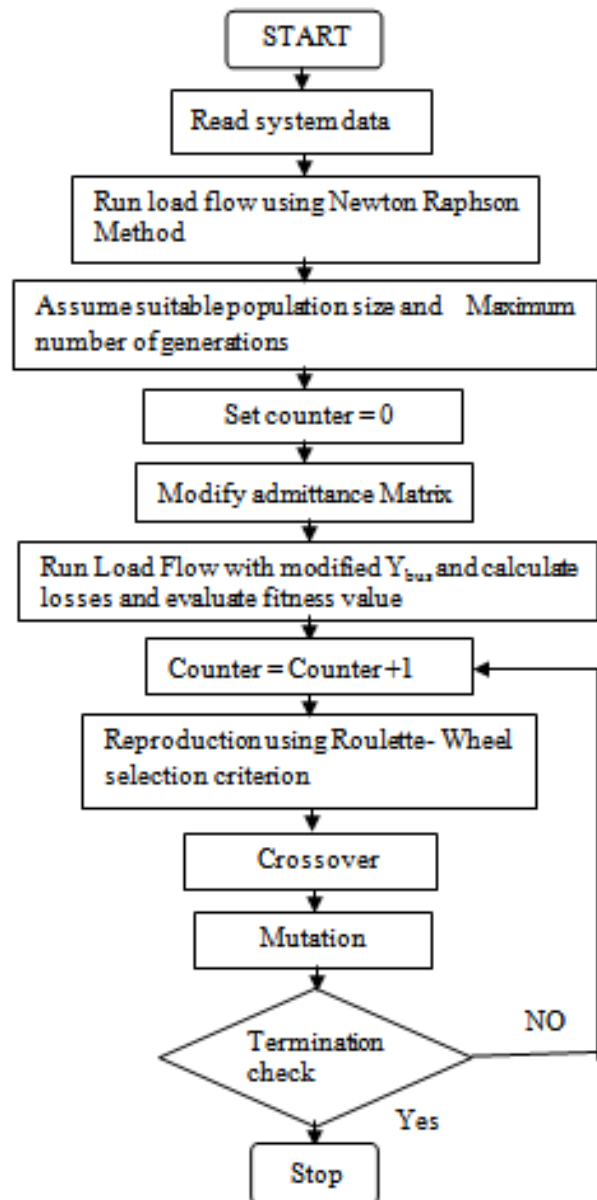 START
Read system data
Run load flow using Newton Raphson
Method
Assume suitable population size and Maximum
number of generations
Set counter = 0
Modify admittance Matrix
Run Load Flow with modified Ybus and calculate
losses and evaluate fitness value
Counter = Counter +1
Reproduction using Roulette- Wheel
selection criterion
Crossover
Mutation
Termination
check
NO
Yes
Stop